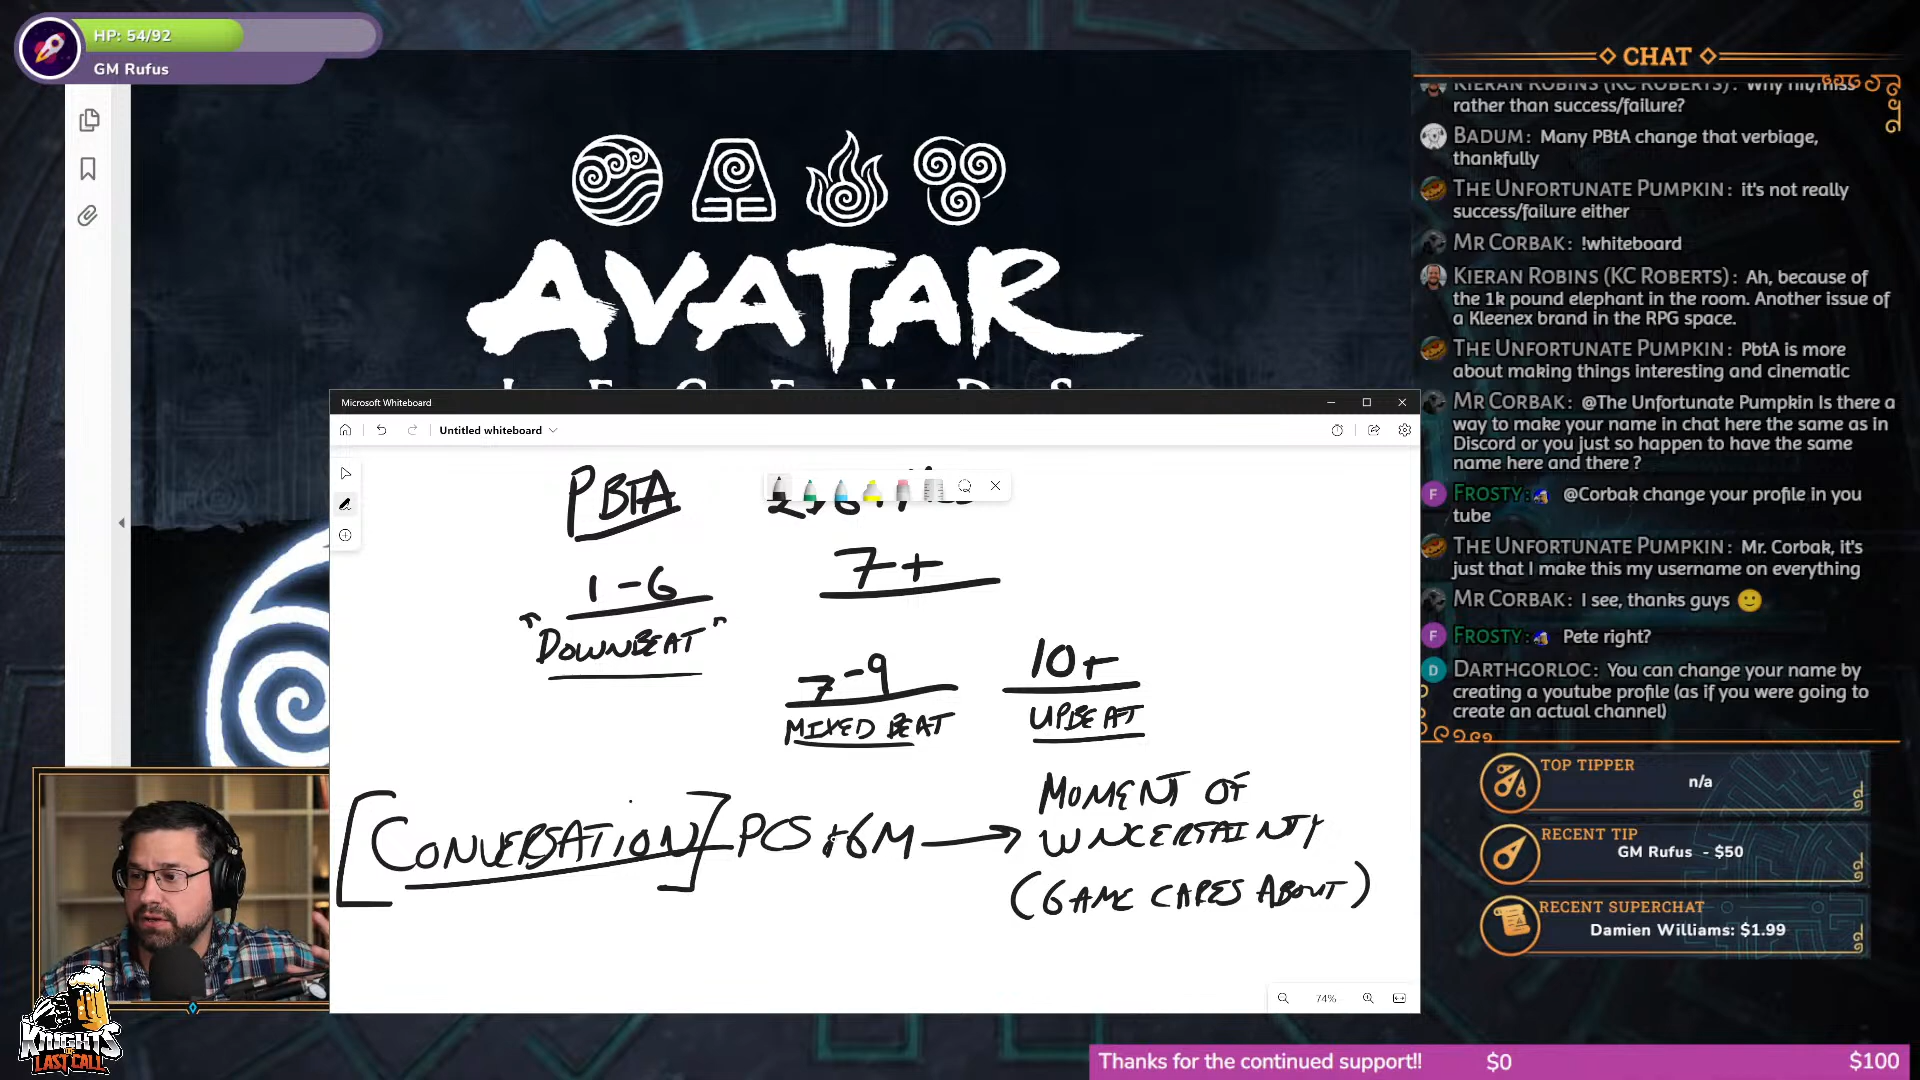 HP: 54/92
GM Rufus
AVATAR
LEGENDS
Microsoft Whiteboard
Untitled whiteboard
PBTA
7+
1-6
"DOWNBEAT"
7-9
MIXED BEAT
10+
UPBEAT
[CONVERSATION] PCS + GM
MOMENT OF
UNCERTAINTY
(GAME CARES ABOUT)
74%
CHAT
KIERAN ROBINS (KC ROBERTS): Why hit/miss
rather than success/failure?
BADUM: Many PBtA change that verbiage,
thankfully
THE UNFORTUNATE PUMPKIN: it's not really
success/failure either
MR CORBAK: !whiteboard
KIERAN ROBINS (KC ROBERTS): Ah, because of
the 1k pound elephant in the room. Another issue of
a Kleenex brand in the RPG space.
THE UNFORTUNATE PUMPKIN: PbtA is more
about making things interesting and cinematic
MR CORBAK: @The Unfortunate Pumpkin Is there a
way to make your name in chat here the same as in
Discord or you just so happen to have the same
name here and there ?
F FROSTY: @Corbak change your profile in you
tube
THE UNFORTUNATE PUMPKIN: Mr. Corbak, it's
just that I make this my username on everything
MR CORBAK: I see, thanks guys 🙂
F FROSTY: Pete right?
D DARTHGORLOC: You can change your name by
creating a youtube profile (as if you were going to
create an actual channel)
TOP TIPPER
n/a
RECENT TIP
GM Rufus - $50
RECENT SUPERCHAT
Damien Williams: $1.99
KNIGHTS
OF
LAST CALL
Thanks for the continued support!! $0 $100